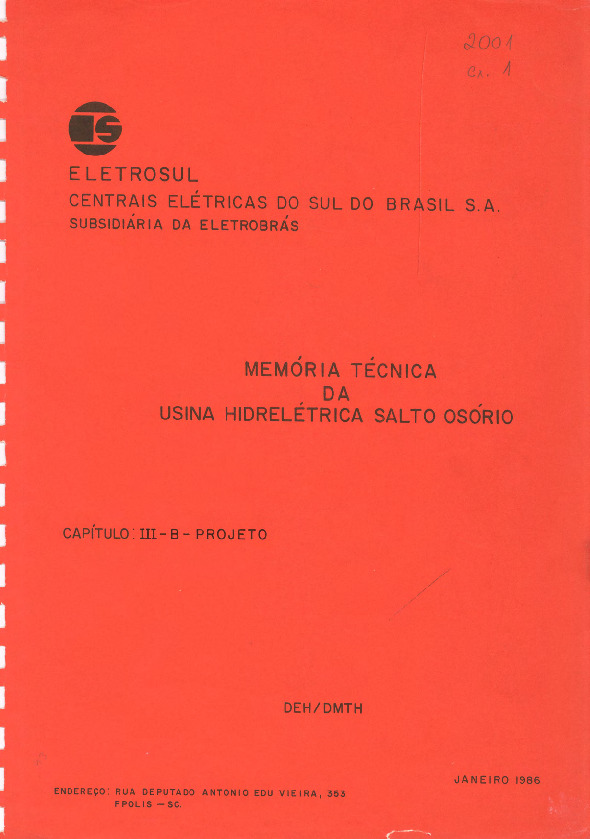 2001
Cx. 1
ELETROSUL
CENTRAIS ELÉTRICAS DO SUL DO BRASIL S.A.
SUBSIDIÁRIA DA ELETROBRÁS
MEMÓRIA TÉCNICA
DA
USINA HIDRELÉTRICA SALTO OSÓRIO
CAPÍTULO: III - B - PROJETO
DEH/DMTH
JANEIRO 1986
ENDEREÇO: RUA DEPUTADO ANTONIO EDU VIEIRA, 353
FPOLIS — SC.